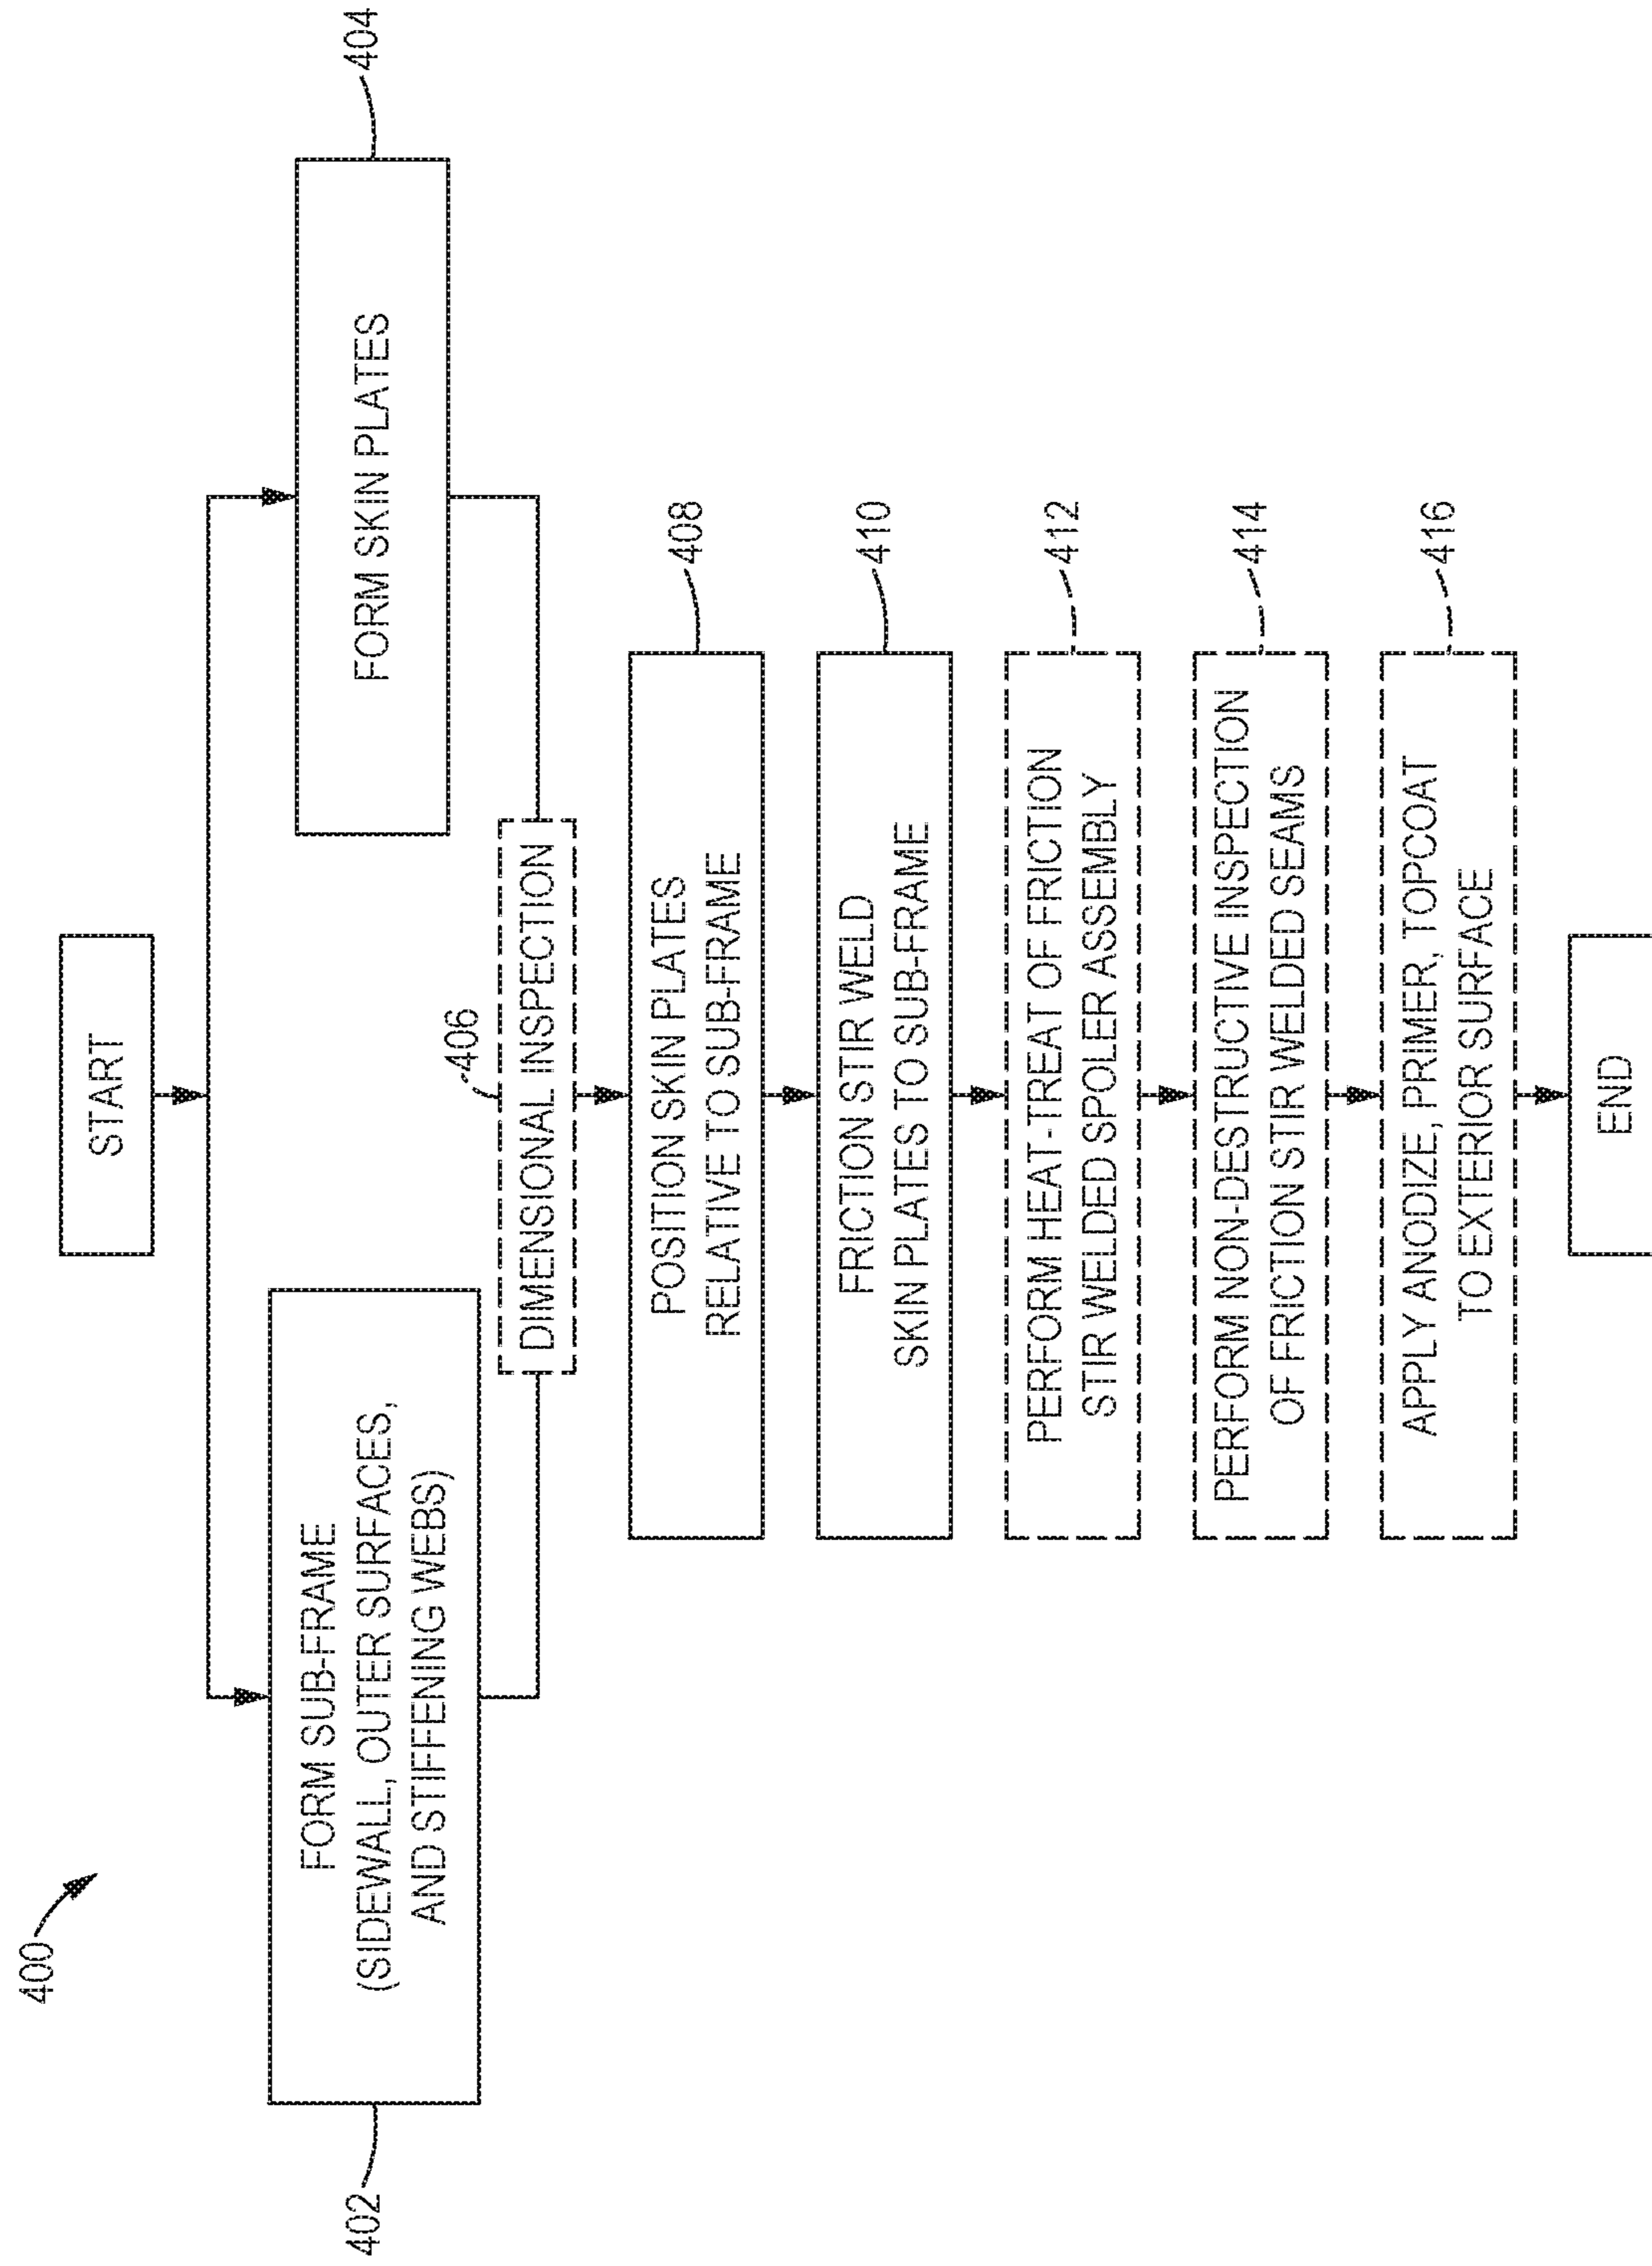 400
START
402
FORM SUB-FRAME
(SIDEWALL, OUTER SURFACES,
AND STIFFENING WEBS)
404
FORM SKIN PLATES
406
DIMENSIONAL INSPECTION
POSITION SKIN PLATES
RELATIVE TO SUB-FRAME
408
FRICTION STIR WELD
SKIN PLATES TO SUB-FRAME
410
PERFORM HEAT-TREAT OF FRICTION
STIR WELDED SPOLER ASSEMBLY
412
PERFORM NON-DESTRUCTIVE INSPECTION
OF FRICTION STIR WELDED SEAMS
414
APPLY ANODIZE, PRIMER, TOPCOAT
TO EXTERIOR SURFACE
416
END